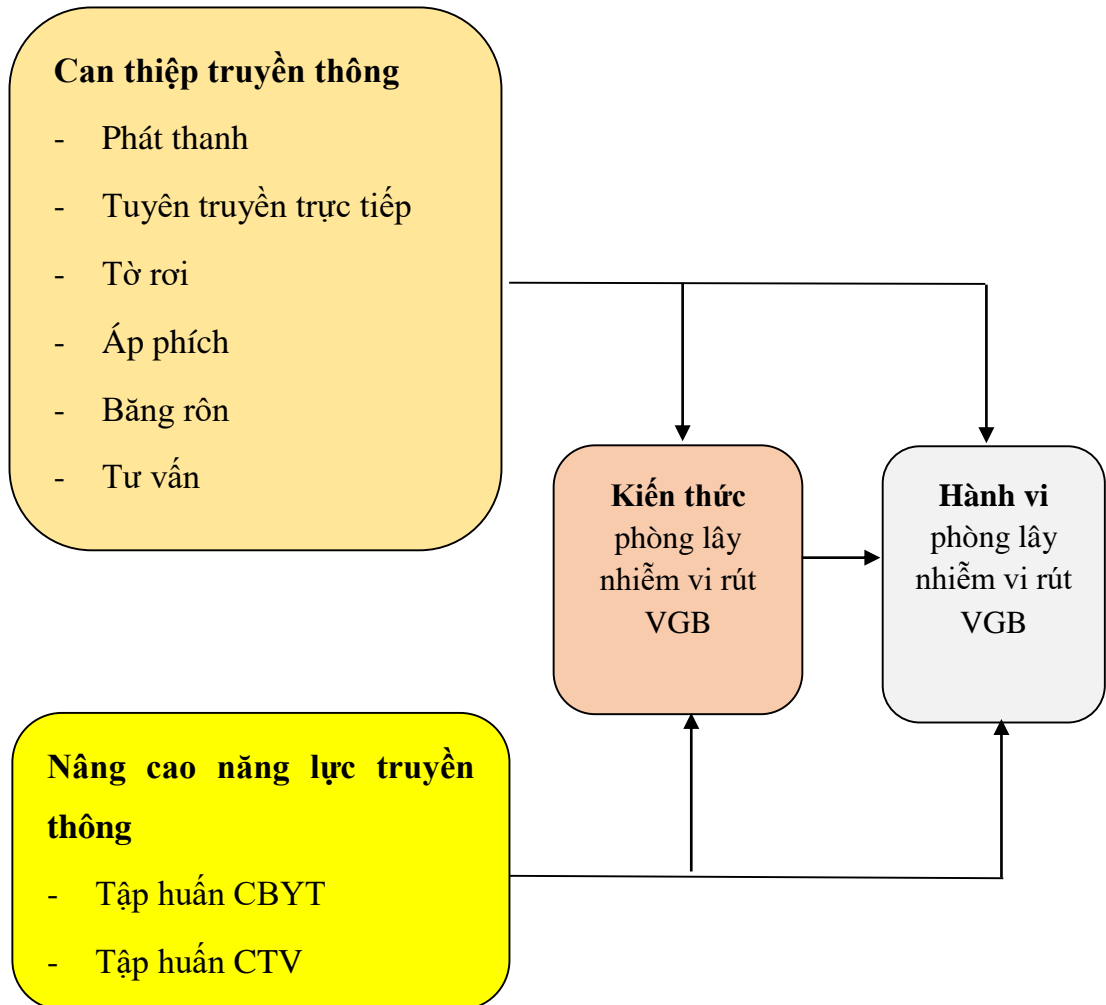 Can thiệp truyền thông
- Phát thanh
- Tuyên truyền trực tiếp
- Tờ rơi
- Áp phích
- Băng rôn
- Tư vấn
Kiến thức
phòng lây
nhiễm vi rút
VGB
Hành vi
phòng lây
nhiễm vi rút
VGB
Nâng cao năng lực truyền
thông
- Tập huấn CBYT
- Tập huấn CTV